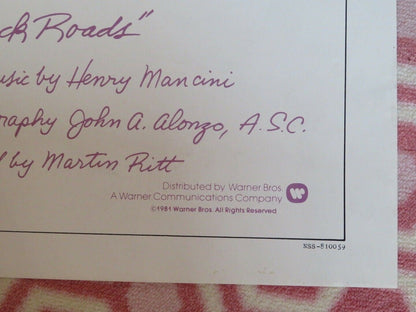 ck Roads"
usic by Henry Mancini
raphy John A. Alonzo, A.S.C.
d by Martin Ritt
Distributed by Warner Bros.
A Warner Communications Company
©1981 Warner Bros. All Rights Reserved
NSS-810059